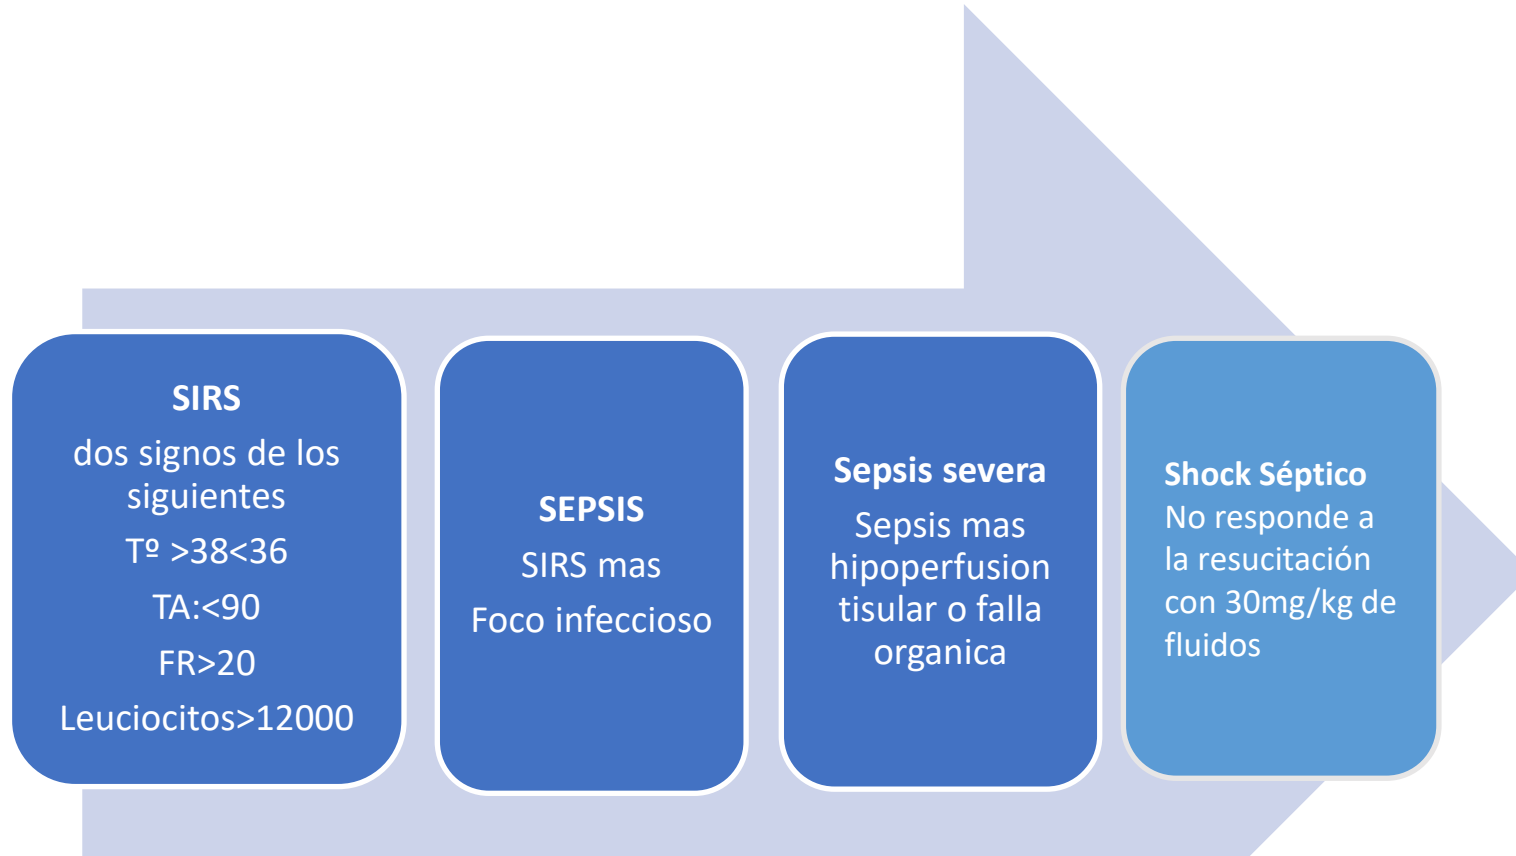 SIRS
dos signos de los
siguientes
Tº >38<36
TA:<90
FR>20
Leuciocitos>12000
SEPSIS
SIRS mas
Foco infeccioso
Sepsis severa
Sepsis mas
hipoperfusion
tisular o falla
organica
Shock Séptico
No responde a
la resucitación
con 30mg/kg de
fluidos